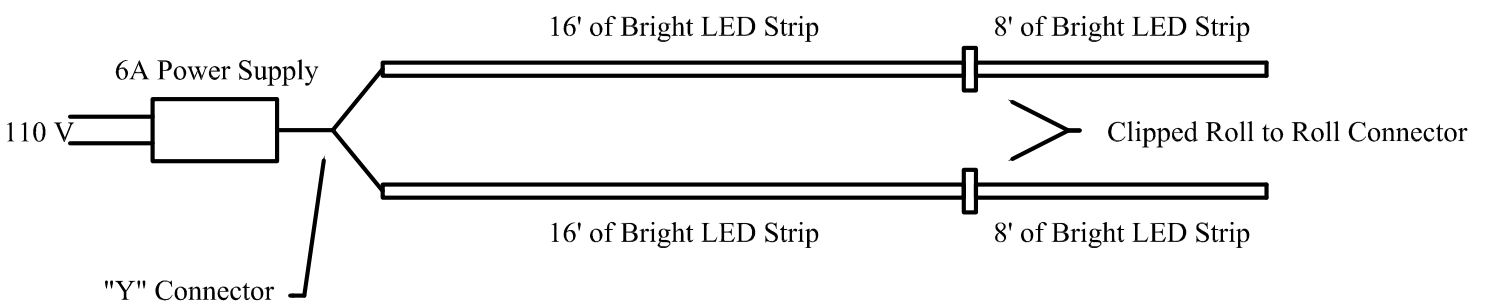 16' of Bright LED Strip
8' of Bright LED Strip
6A Power Supply
110 V
Clipped Roll to Roll Connector
16' of Bright LED Strip
8' of Bright LED Strip
"Y" Connector